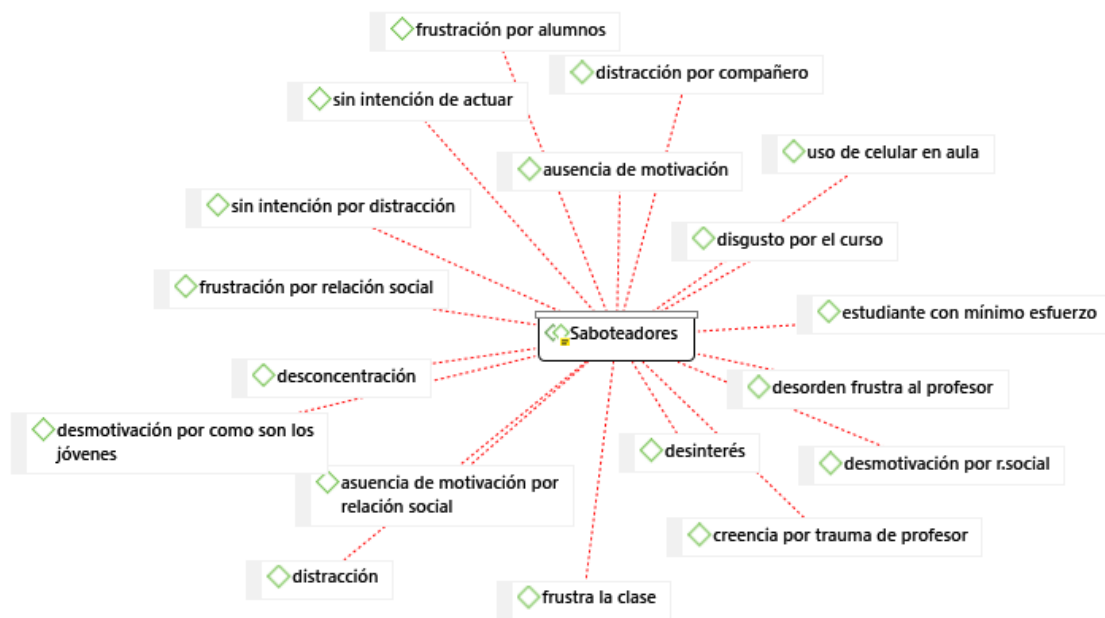 frustración por alumnos
distracción por compañero
sin intención de actuar
uso de celular en aula
ausencia de motivación
sin intención por distracción
disgusto por el curso
frustración por relación social
estudiante con mínimo esfuerzo
Saboteadores
desconcentración
desorden frustra al profesor
desmotivación por como son los
jóvenes
desinterés
desmotivación por r.social
asuencia de motivación por
relación social
creencia por trauma de profesor
distracción
frustra la clase